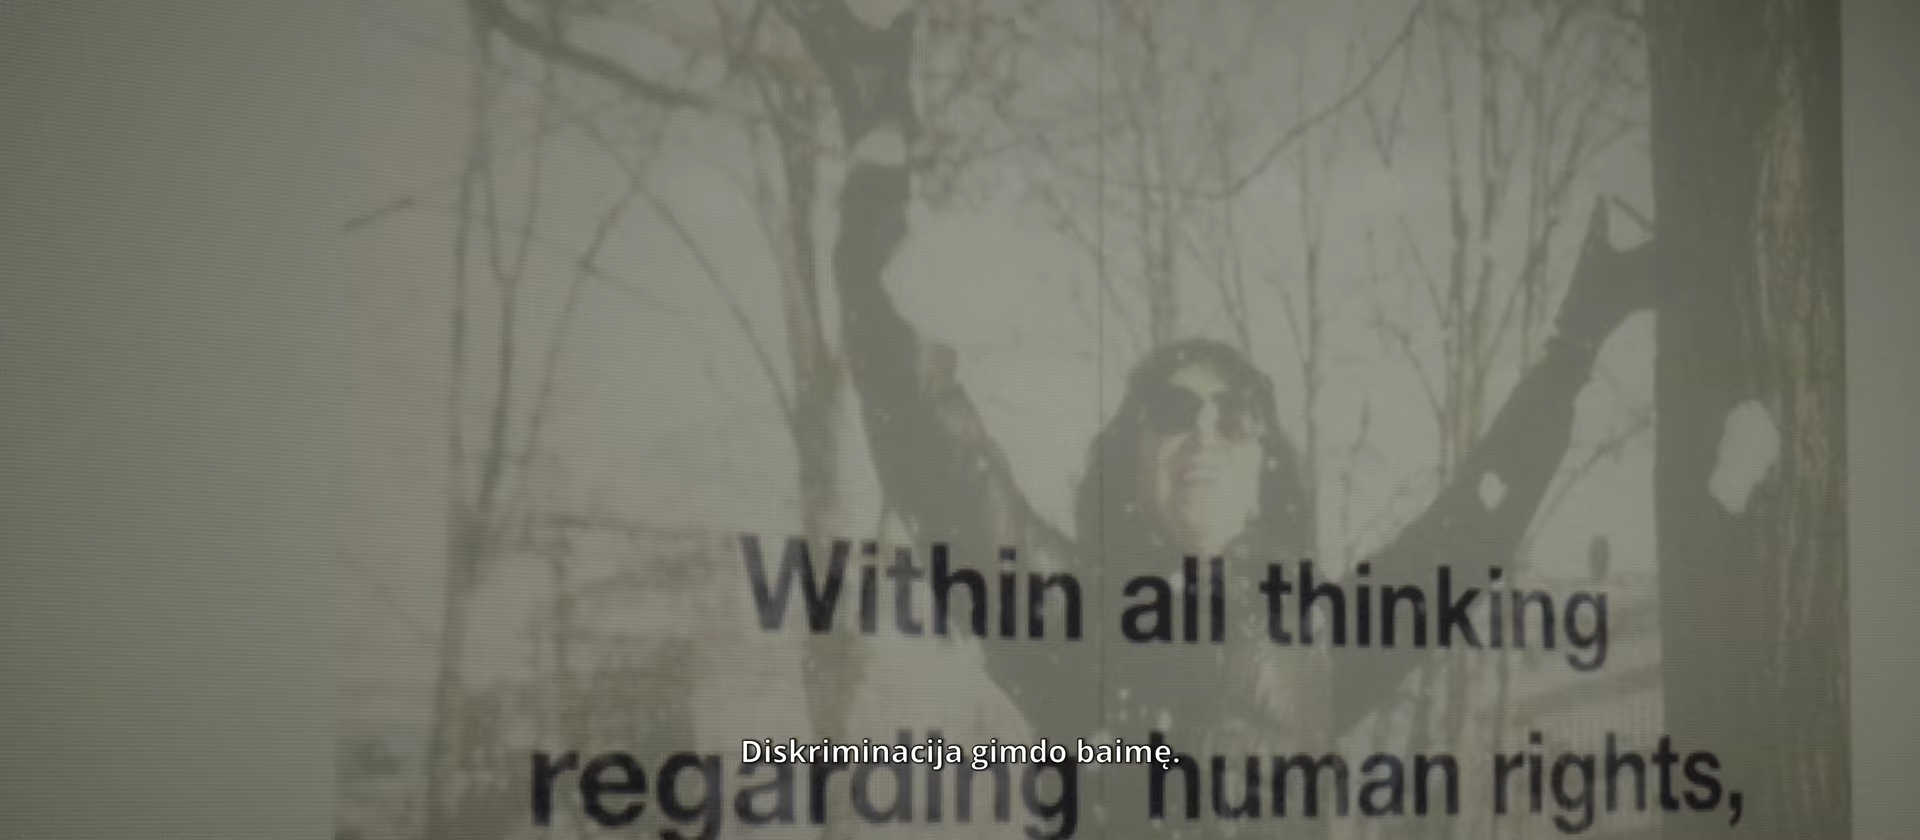 Within all thinking
Diskriminacija gimdo baimę.
regarding human rights,